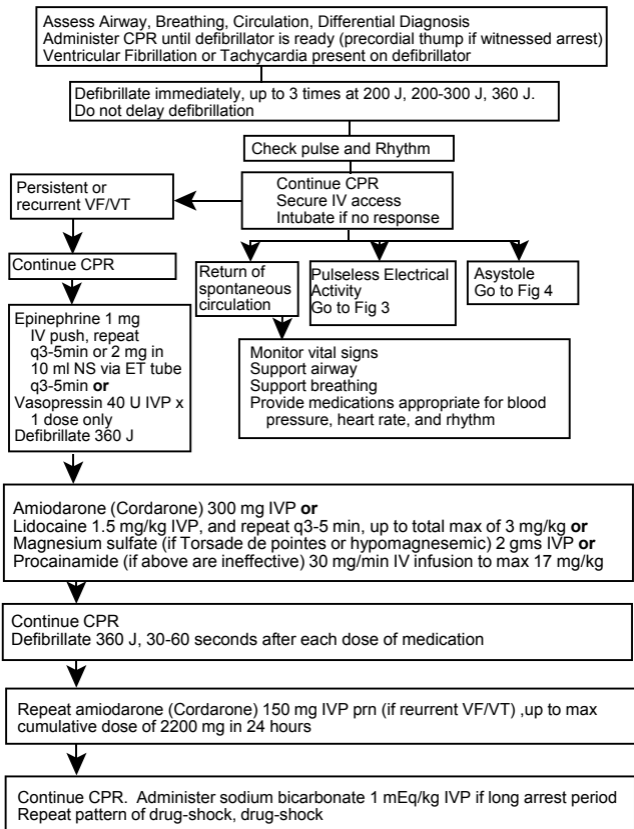 Assess Airway, Breathing, Circulation, Differential Diagnosis
Administer CPR until defibrillator is ready (precordial thump if witnessed arrest)
Ventricular Fibrillation or Tachycardia present on defibrillator
Defibrillate immediately, up to 3 times at 200 J, 200-300 J, 360 J.
Do not delay defibrillation
Check pulse and Rhythm
Continue CPR
Secure IV access
Intubate if no response
Persistent or
recurrent VF/VT
Return of
spontaneous
circulation
Pulseless Electrical
Activity
Go to Fig 3
Asystole
Go to Fig 4
Monitor vital signs
Support airway
Support breathing
Provide medications appropriate for blood
pressure, heart rate, and rhythm
Continue CPR
Epinephrine 1 mg
IV push, repeat
q3-5min or 2 mg in
10 ml NS via ET tube
q3-5min or
Vasopressin 40 U IVP x
1 dose only
Defibrillate 360 J
Amiodarone (Cordarone) 300 mg IVP or
Lidocaine 1.5 mg/kg IVP, and repeat q3-5 min, up to total max of 3 mg/kg or
Magnesium sulfate (if Torsade de pointes or hypomagnesemic) 2 gms IVP or
Procainamide (if above are ineffective) 30 mg/min IV infusion to max 17 mg/kg
Continue CPR
Defibrillate 360 J, 30-60 seconds after each dose of medication
Repeat amiodarone (Cordarone) 150 mg IVP prn (if reurrent VF/VT) ,up to max
cumulative dose of 2200 mg in 24 hours
Continue CPR. Administer sodium bicarbonate 1 mEq/kg IVP if long arrest period
Repeat pattern of drug-shock, drug-shock